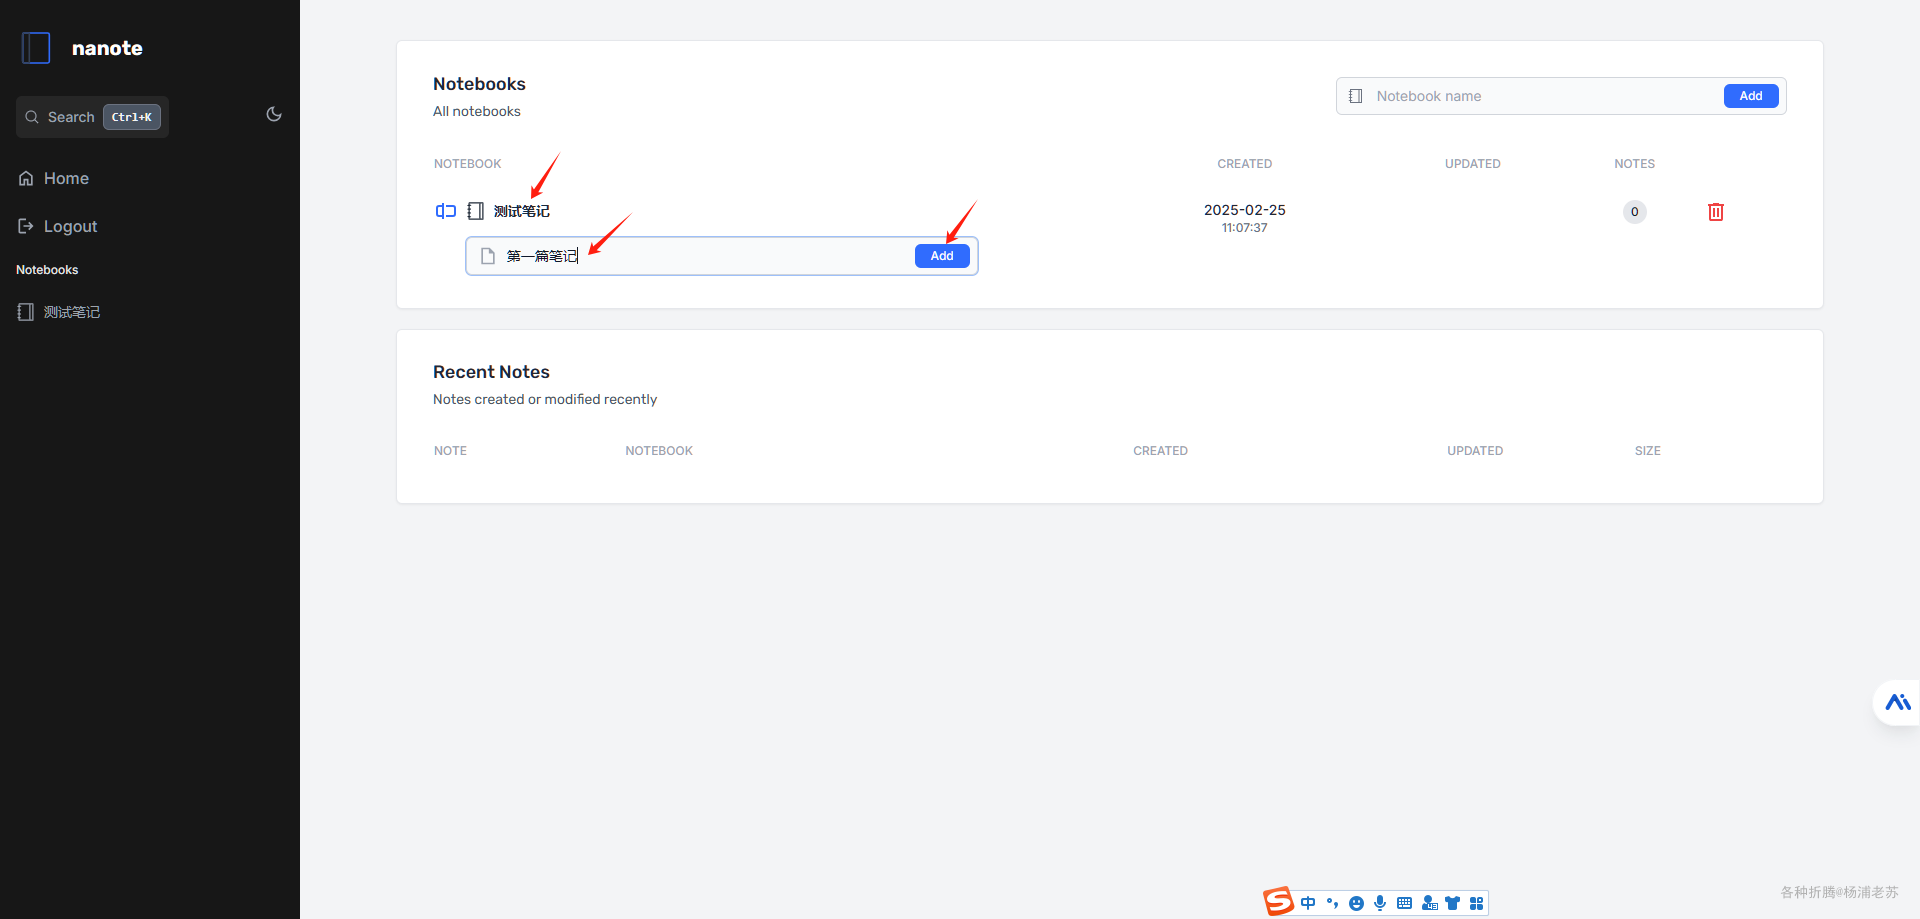 nanote
Search Ctrl+K
Home
Logout
Notebooks
测试笔记
Notebooks
All notebooks
Notebook name Add
NOTEBOOK CREATED UPDATED NOTES
测试笔记 2025-02-25 0
11:07:37
第一篇笔记 Add
Recent Notes
Notes created or modified recently
NOTE NOTEBOOK CREATED UPDATED SIZE
中
各种折腾@杨浦老苏